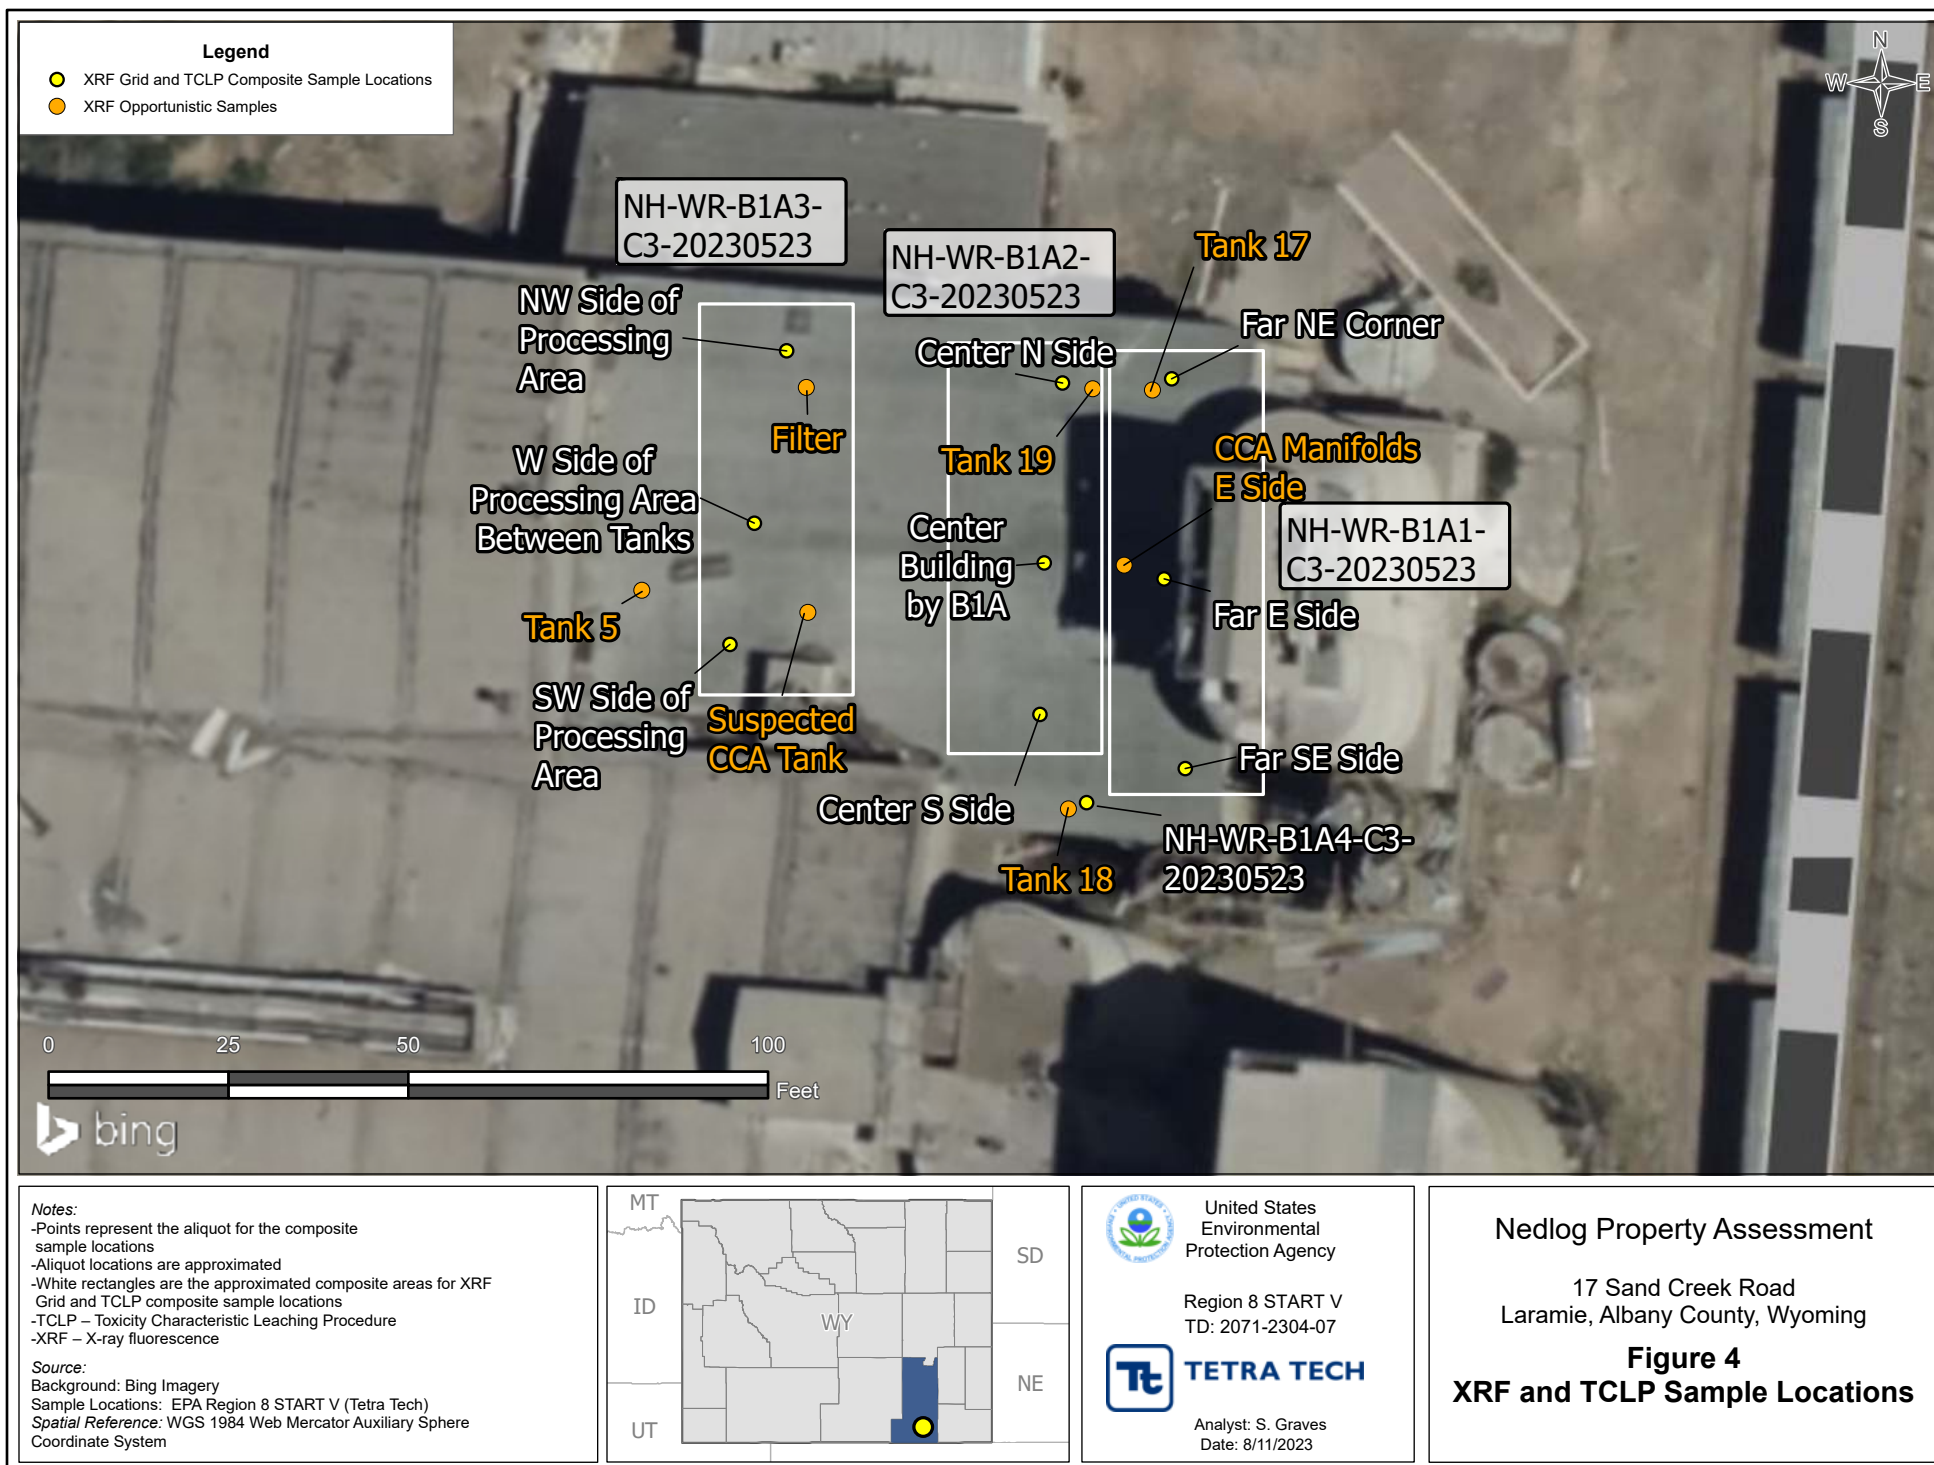 Legend
XRF Grid and TCLP Composite Sample Locations
XRF Opportunistic Samples
N
W
E
S
NH-WR-B1A3-
C3-20230523
NH-WR-B1A2-
C3-20230523
Tank 17
NW Side of
Processing
Area
Center N Side
Far NE Corner
Filter
Tank 19
CCA Manifolds
E Side
W Side of
Processing Area
Between Tanks
Center
Building
by B1A
NH-WR-B1A1-
C3-20230523
Tank 5
Far E Side
SW Side of
Processing
Area
Suspected
CCA Tank
Center S Side
Far SE Side
Tank 18
NH-WR-B1A4-C3-
20230523
0
25
50
100
Feet
bing
Notes:
-Points represent the aliquot for the composite
sample locations
-Aliquot locations are approximated
-White rectangles are the approximated composite areas for XRF
Grid and TCLP composite sample locations
-TCLP – Toxicity Characteristic Leaching Procedure
-XRF – X-ray fluorescence
Source:
Background: Bing Imagery
Sample Locations: EPA Region 8 START V (Tetra Tech)
Spatial Reference: WGS 1984 Web Mercator Auxiliary Sphere
Coordinate System
MT
ID
UT
WY
SD
NE
UNITED STATES
ENVIRONMENTAL PROTECTION AGENCY
United States
Environmental
Protection Agency
Region 8 START V
TD: 2071-2304-07
Tt
TETRA TECH
Analyst: S. Graves
Date: 8/11/2023
Nedlog Property Assessment
17 Sand Creek Road
Laramie, Albany County, Wyoming
Figure 4
XRF and TCLP Sample Locations